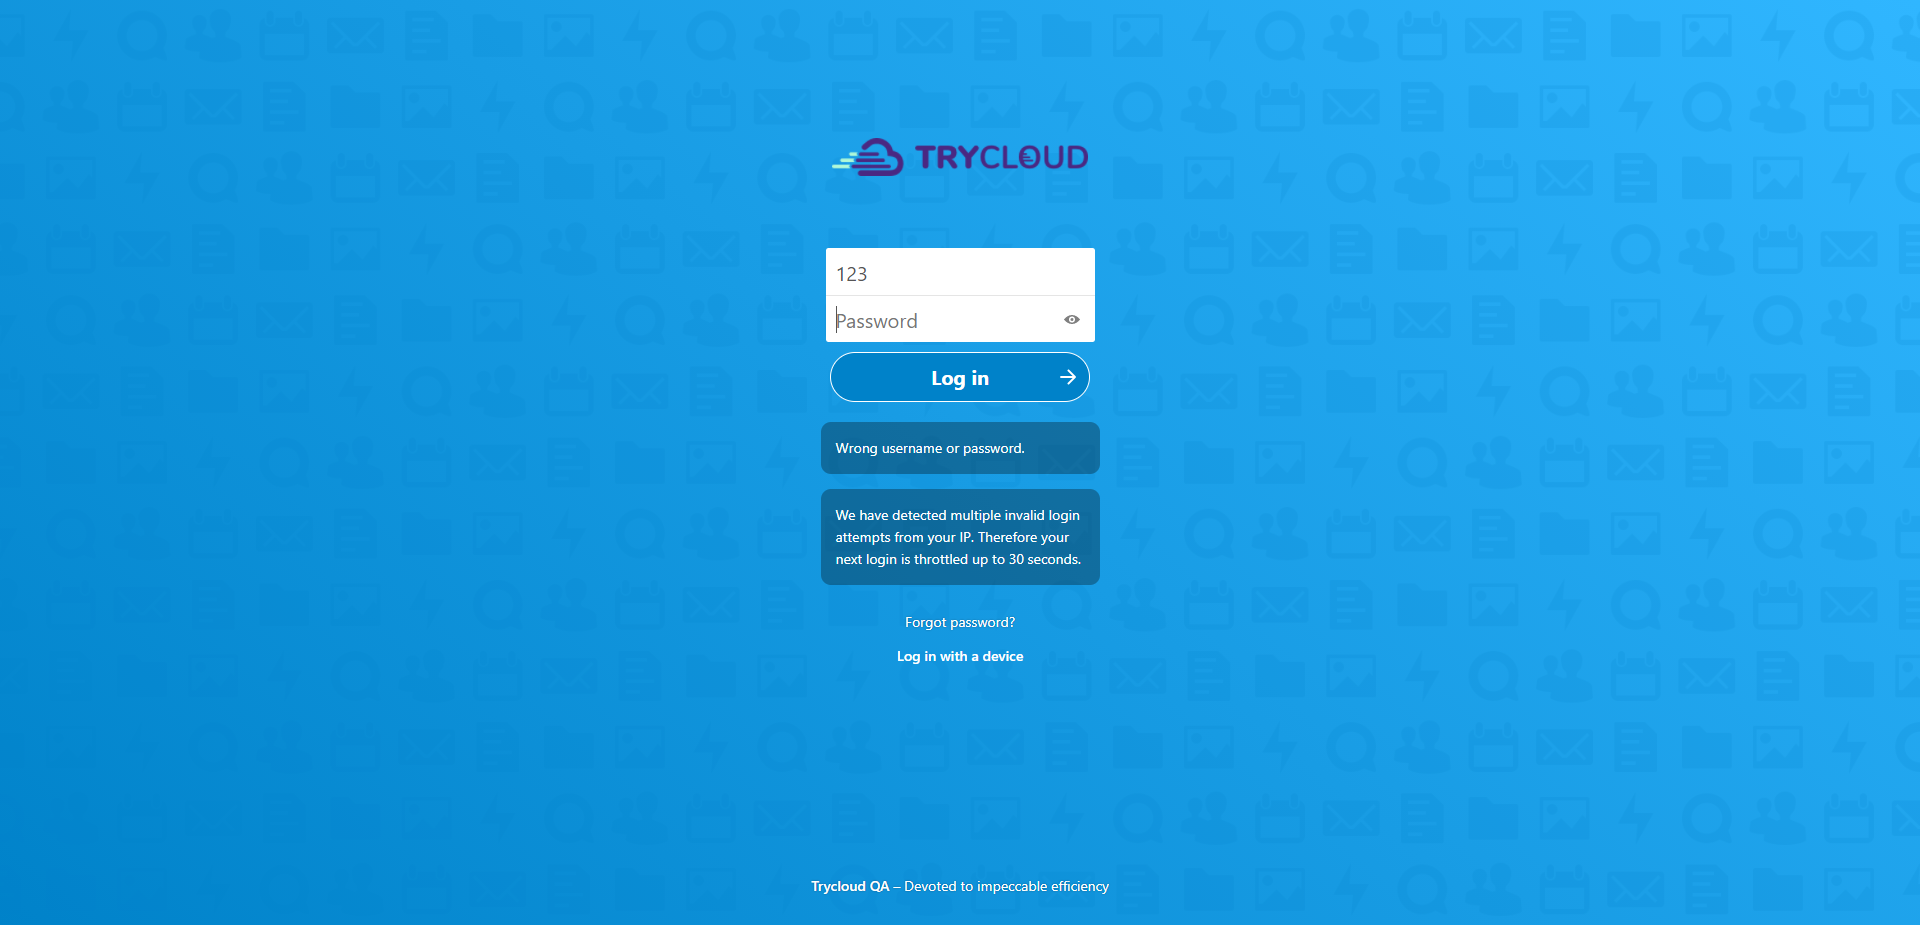 TRYCLOUD
123
Password
Log in
Wrong username or password.
We have detected multiple invalid login
attempts from your IP. Therefore your
next login is throttled up to 30 seconds.
Forgot password?
Log in with a device
Trycloud QA – Devoted to impeccable efficiency